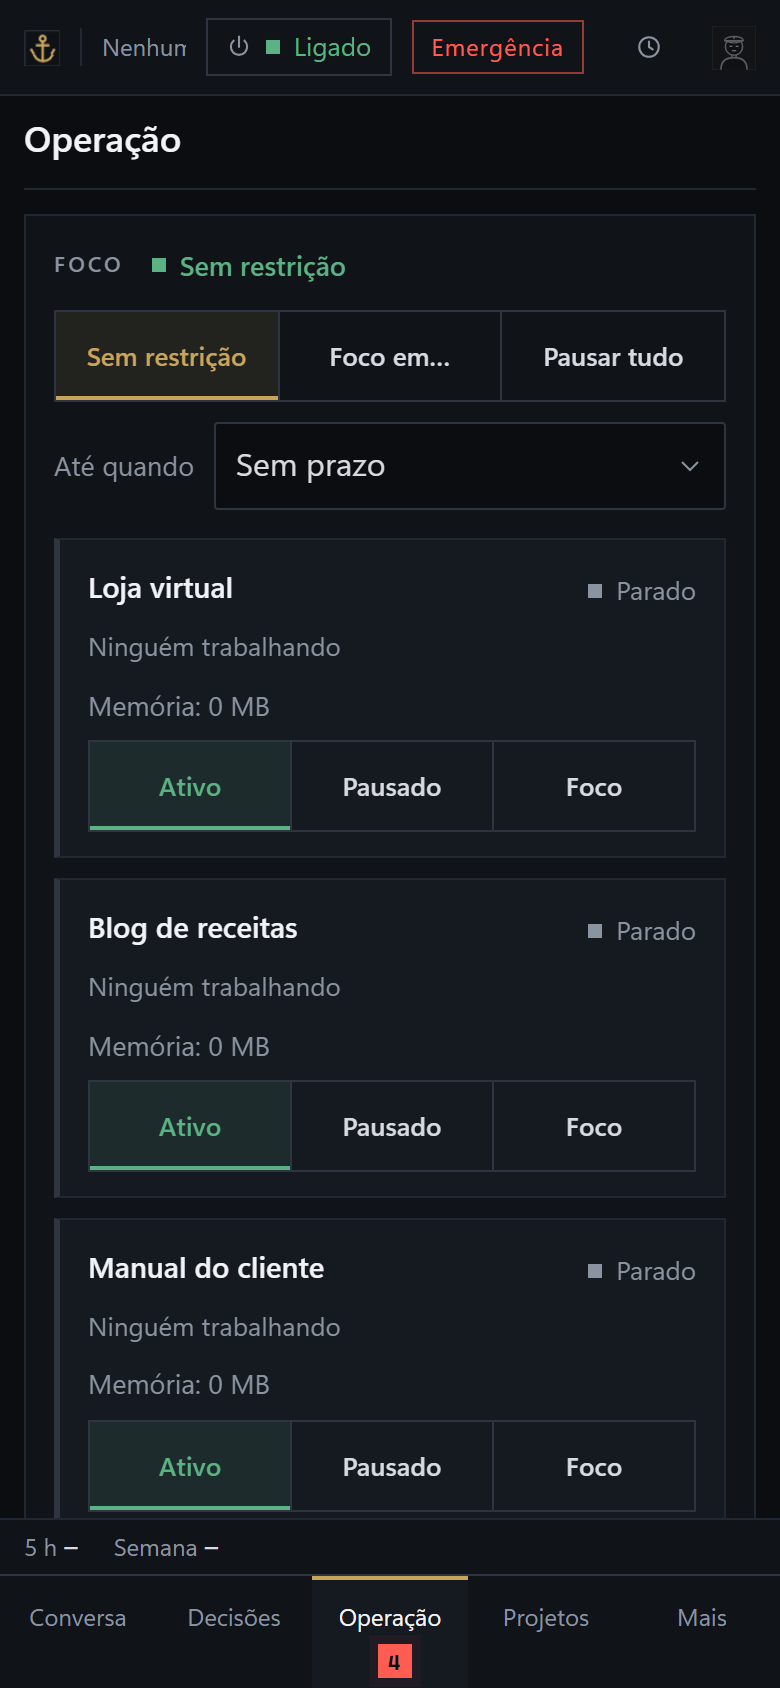 Nenhum
Ligado
Emergência
Operação
FOCO
Sem restrição
Sem restrição
Foco em...
Pausar tudo
Até quando
Sem prazo
Loja virtual
Parado
Ninguém trabalhando
Memória: 0 MB
Ativo
Pausado
Foco
Blog de receitas
Parado
Ninguém trabalhando
Memória: 0 MB
Ativo
Pausado
Foco
Manual do cliente
Parado
Ninguém trabalhando
Memória: 0 MB
Ativo
Pausado
Foco
5 h –
Semana –
Conversa
Decisões
Operação
4
Projetos
Mais